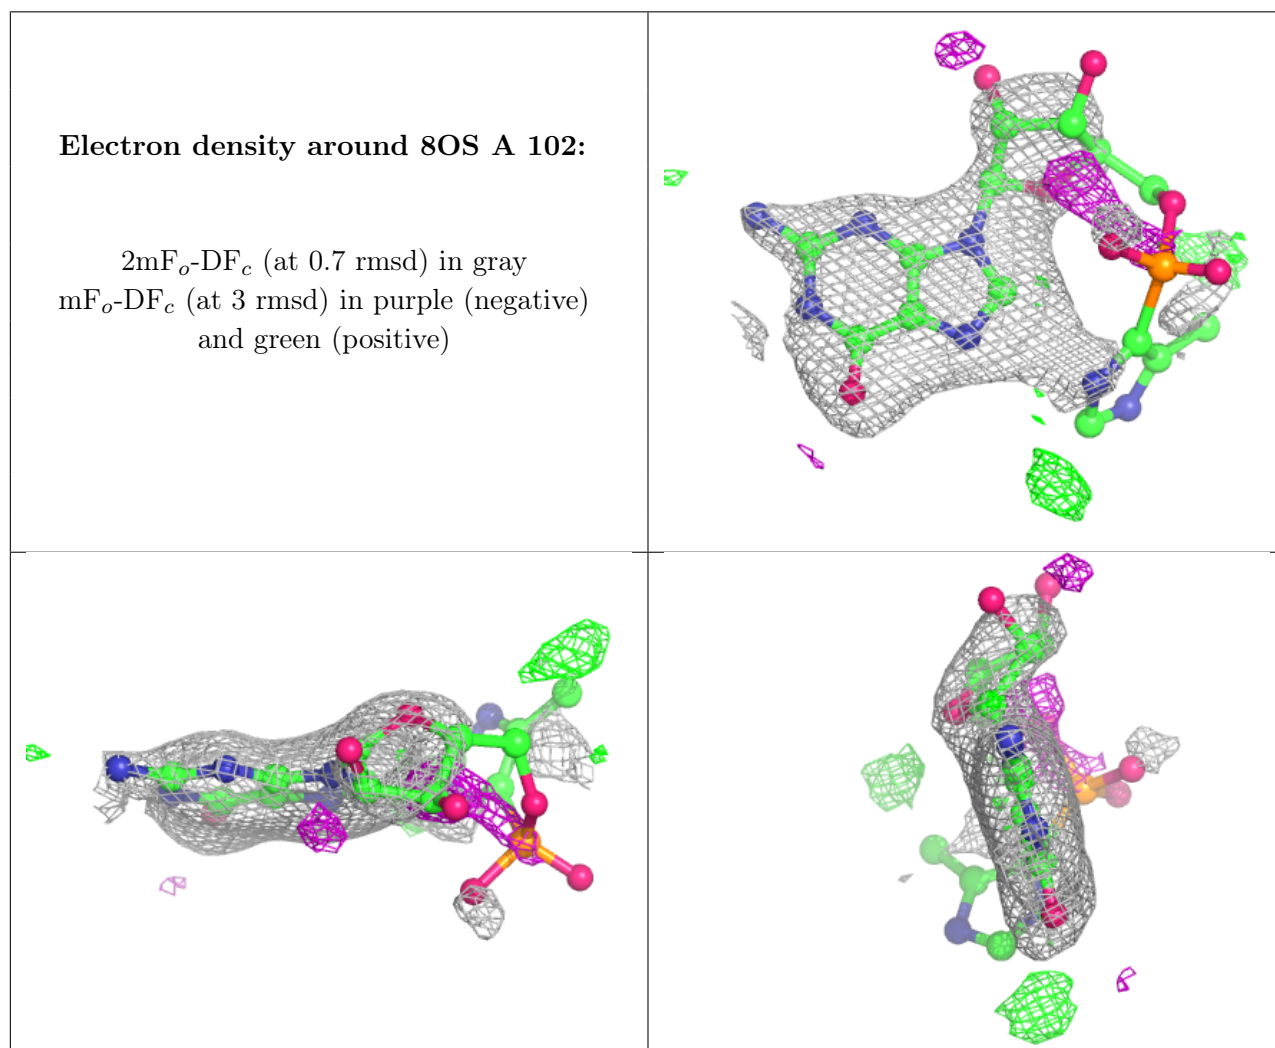 Electron density around 8OS A 102:
2mFₒ-DF𝒸 (at 0.7 rmsd) in gray
mFₒ-DF𝒸 (at 3 rmsd) in purple (negative)
and green (positive)